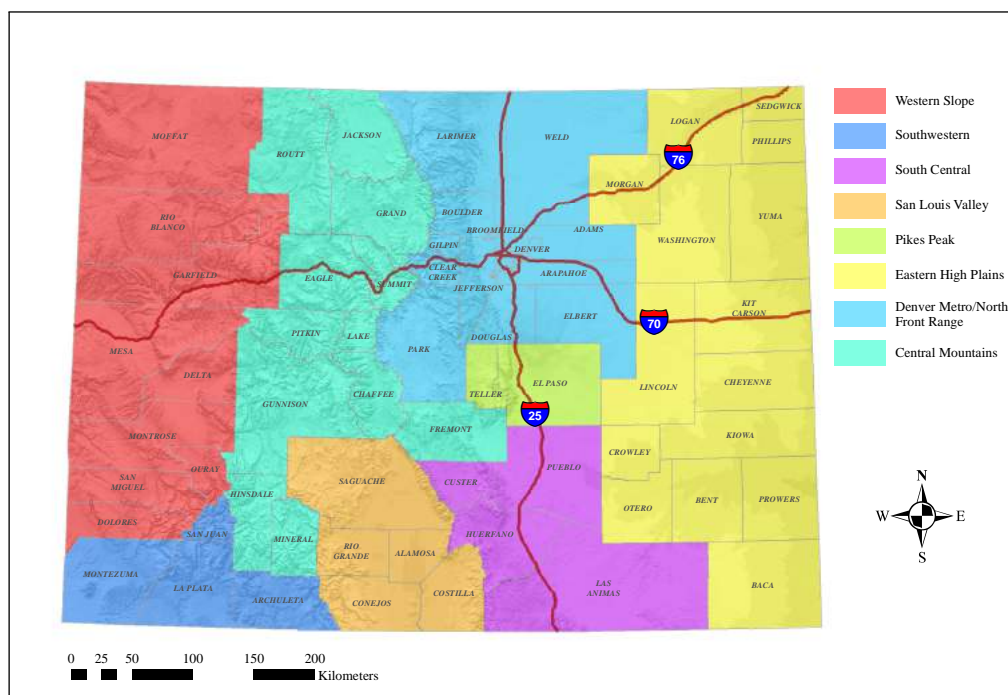 MOFFAT
ROUTT
JACKSON
LARIMER
WELD
LOGAN
SEDGWICK
PHILLIPS
76
MORGAN
GRAND
BOULDER
RIO
BLANCO
BROOMFIELD
ADAMS
WASHINGTON
YUMA
GILPIN
DENVER
CLEAR
CREEK
ARAPAHOE
GARFIELD
EAGLE
SUMMIT
JEFFERSON
KIT
CARSON
70
ELBERT
PITKIN
LAKE
DOUGLAS
MESA
PARK
DELTA
EL PASO
CHEYENNE
LINCOLN
TELLER
CHAFFEE
GUNNISON
25
FREMONT
MONTROSE
KIOWA
CROWLEY
OURAY
PUEBLO
SAN
MIGUEL
SAGUACHE
CUSTER
HINSDALE
BENT
PROWERS
OTERO
DOLORES
SAN JUAN
MINERAL
HUERFANO
RIO
GRANDE
ALAMOSA
MONTEZUMA
LA PLATA
LAS
ANIMAS
BACA
COSTILLA
ARCHULETA
CONEJOS
Western Slope
Southwestern
South Central
San Louis Valley
Pikes Peak
Eastern High Plains
Denver Metro/North
Front Range
Central Mountains
N
W
E
S
0 25 50 100 150 200
Kilometers